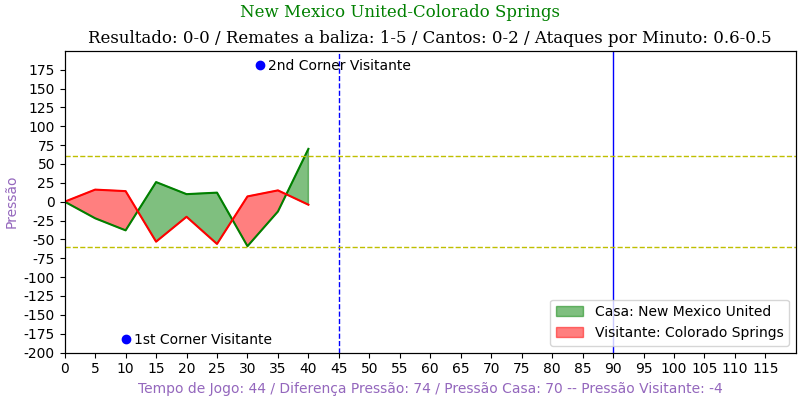 New Mexico United-Colorado Springs
Resultado: 0-0 / Remates a baliza: 1-5 / Cantos: 0-2 / Ataques por Minuto: 0.6-0.5
2nd Corner Visitante
1st Corner Visitante
Pressão
175
150
125
100
75
50
25
0
-25
-50
-75
-100
-125
-150
-175
-200
Casa: New Mexico United
Visitante: Colorado Springs
0 5 10 15 20 25 30 35 40 45 50 55 60 65 70 75 80 85 90 95 100 105 110 115
Tempo de Jogo: 44 / Diferença Pressão: 74 / Pressão Casa: 70 -- Pressão Visitante: -4